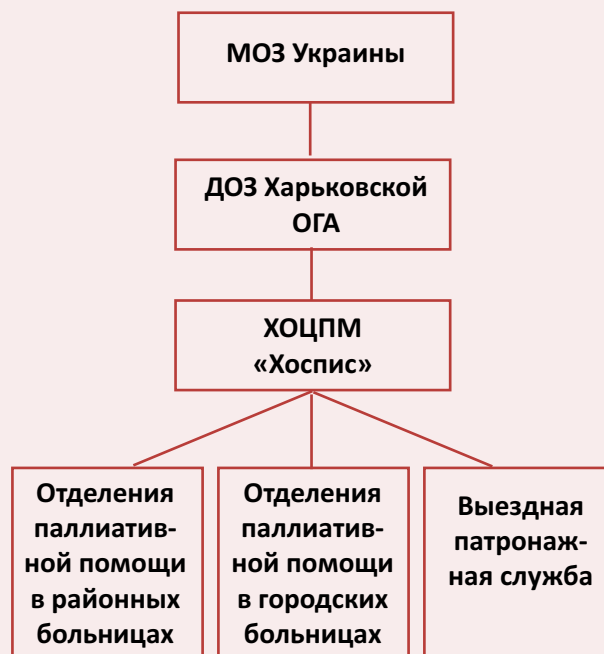 МОЗ Украины
ДОЗ Харьковской
ОГА
ХОЦПМ
«Хоспис»
Отделения
паллиатив-
ной помощи
в районных
больницах
Отделения
паллиатив-
ной помощи
в городских
больницах
Выездная
патронаж-
ная служба